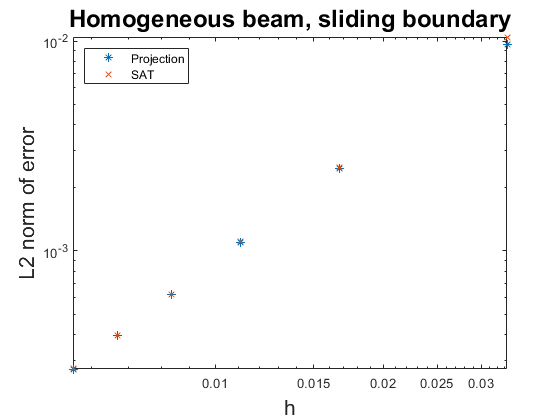 Homogeneous beam, sliding boundary
Projection
SAT
L2 norm of error
10-2
10-3
0.01 0.015 0.02 0.025 0.03
h